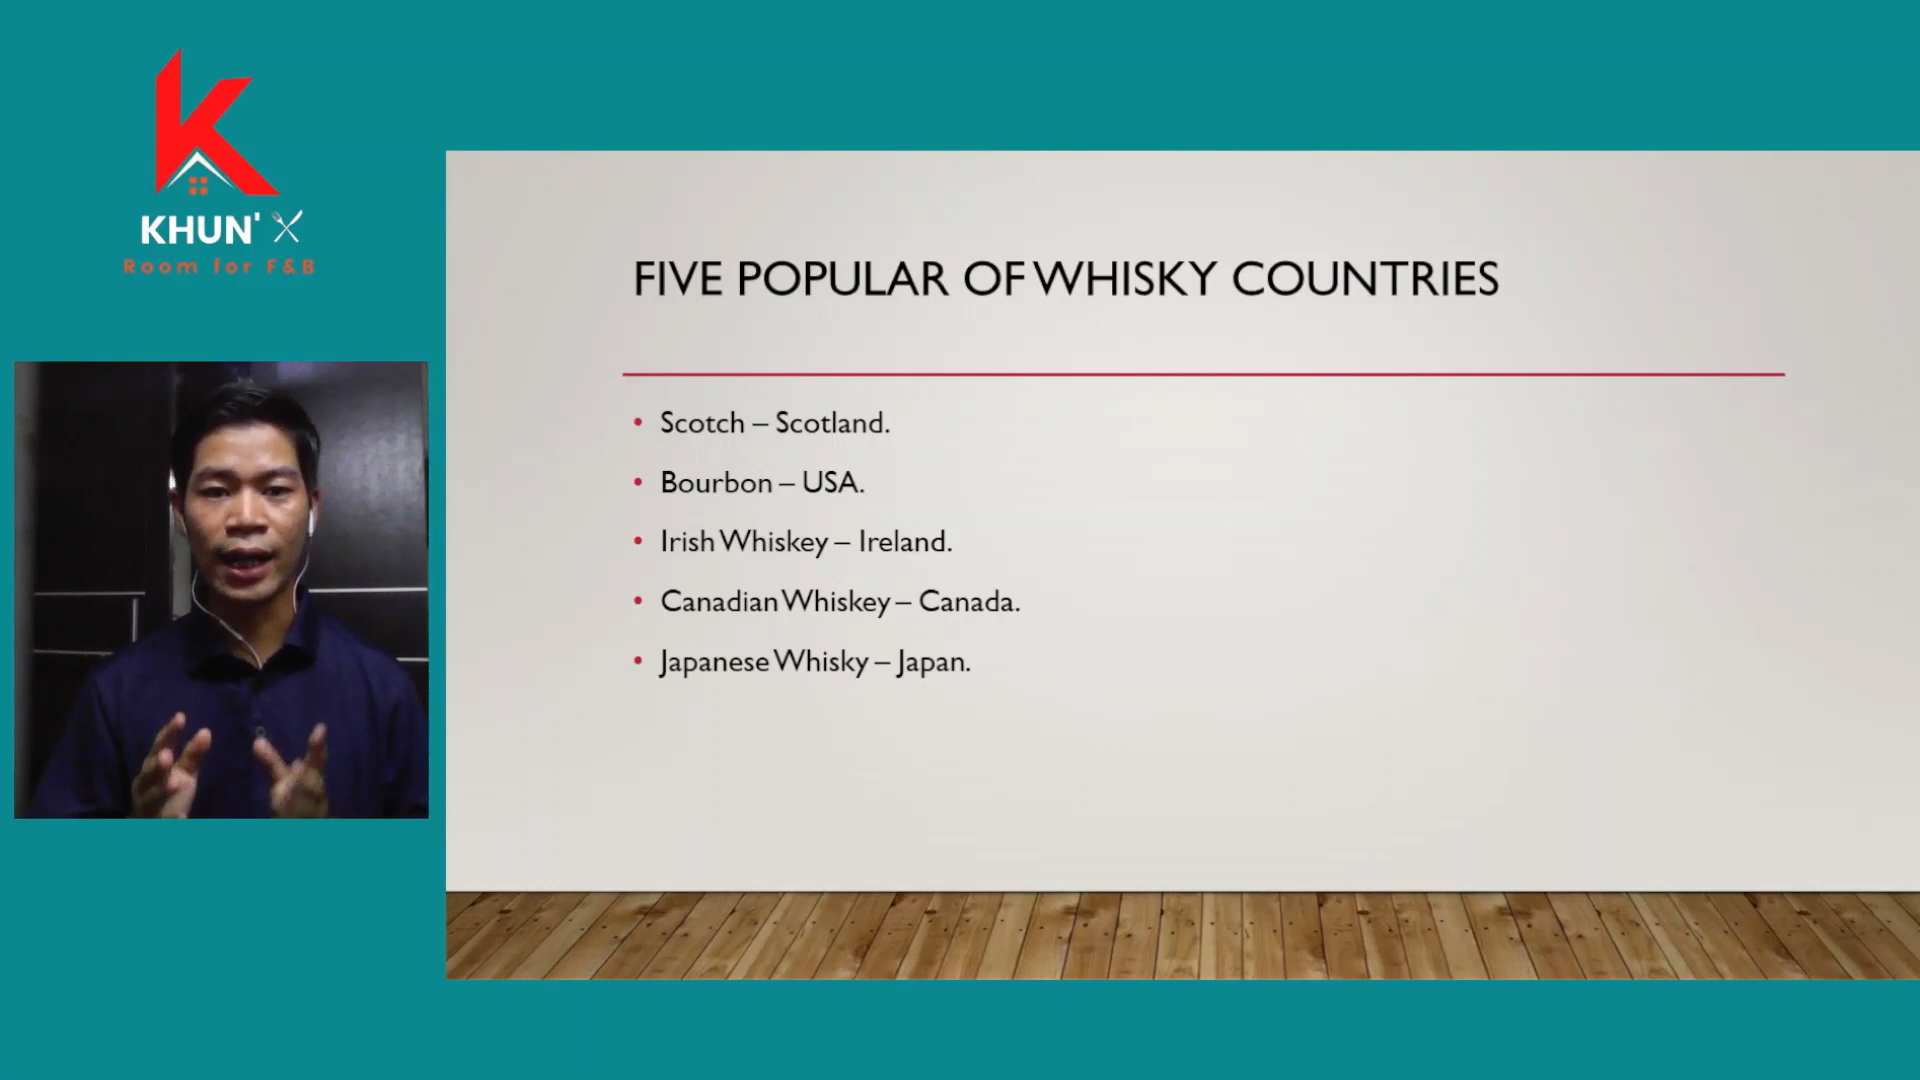 KHUN'
Room for F&B
FIVE POPULAR OF WHISKY COUNTRIES
• Scotch – Scotland.
• Bourbon – USA.
• Irish Whiskey – Ireland.
• Canadian Whiskey – Canada.
• Japanese Whisky – Japan.